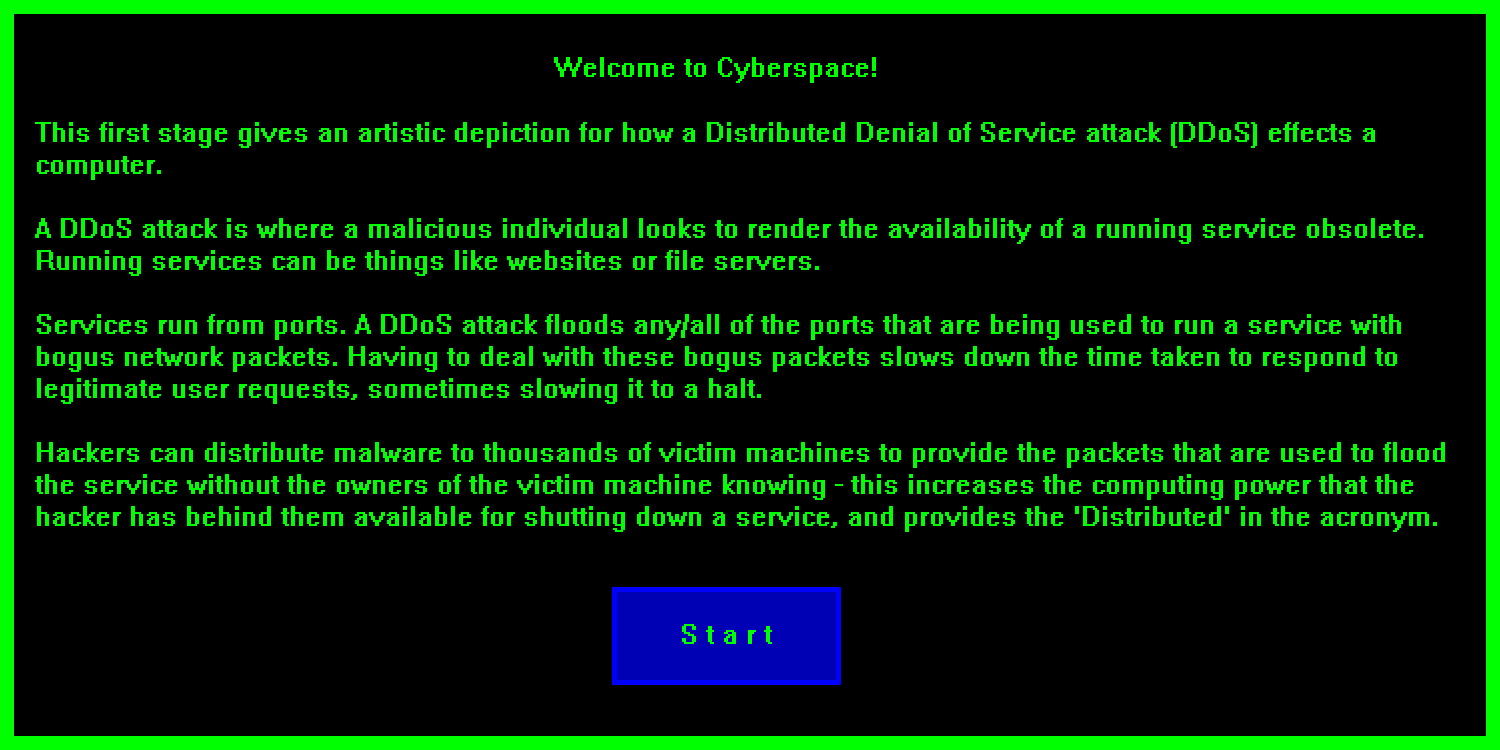 Welcome to Cyberspace!
This first stage gives an artistic depiction for how a Distributed Denial of Service attack (DDoS) effects a
computer.
A DDoS attack is where a malicious individual looks to render the availability of a running service obsolete.
Running services can be things like websites or file servers.
Services run from ports. A DDoS attack floods any/all of the ports that are being used to run a service with
bogus network packets. Having to deal with these bogus packets slows down the time taken to respond to
legitimate user requests, sometimes slowing it to a halt.
Hackers can distribute malware to thousands of victim machines to provide the packets that are used to flood
the service without the owners of the victim machine knowing - this increases the computing power that the
hacker has behind them available for shutting down a service, and provides the 'Distributed' in the acronym.
Start